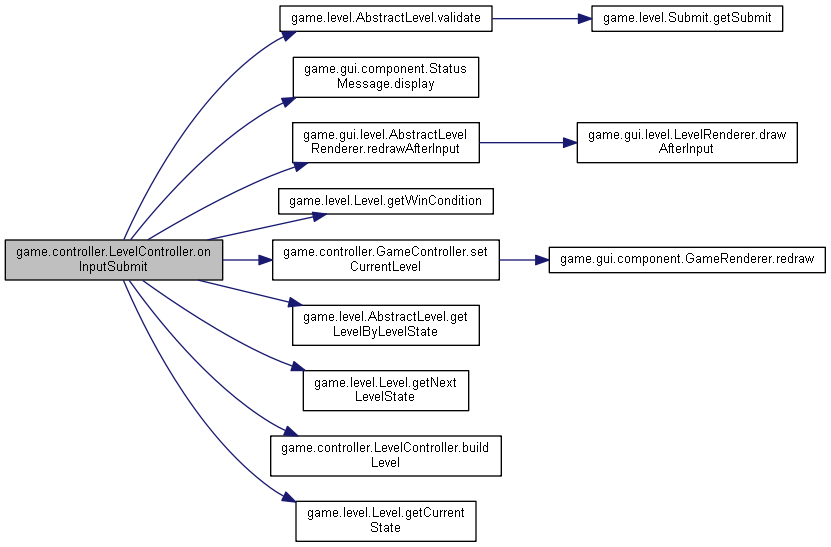 game.controller.LevelController.on
InputSubmit
game.level.AbstractLevel.validate
game.level.Submit.getSubmit
game.gui.component.Status
Message.display
game.gui.level.AbstractLevel
Renderer.redrawAfterInput
game.gui.level.LevelRenderer.draw
AfterInput
game.level.Level.getWinCondition
game.controller.GameController.set
CurrentLevel
game.gui.component.GameRenderer.redraw
game.level.AbstractLevel.get
LevelByLevelState
game.level.Level.getNext
LevelState
game.controller.LevelController.build
Level
game.level.Level.getCurrent
State